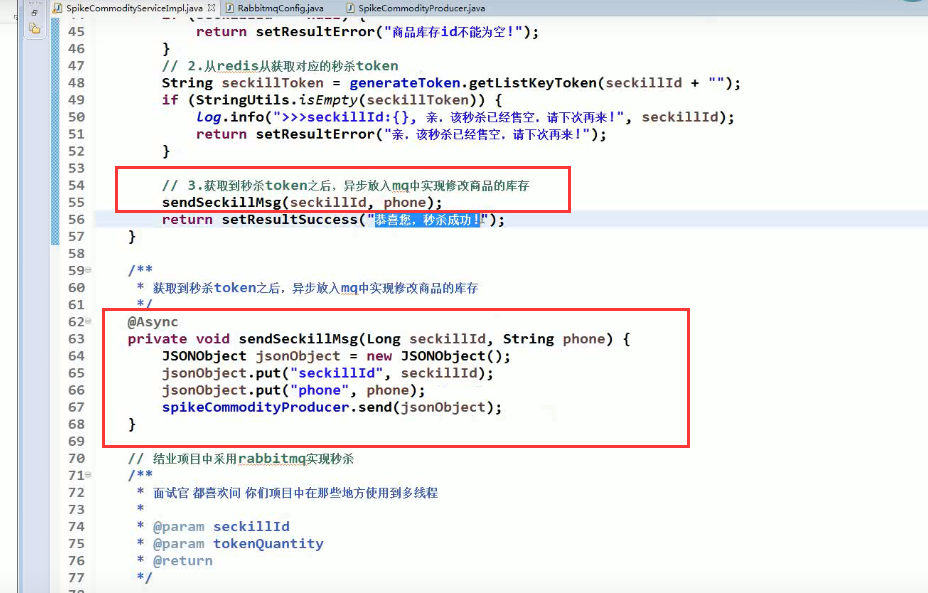 SpikeCommodityServiceImpl.java RabbitmqConfig.java SpikeCommodityProducer.java
45 return setResultError("商品库存id不能为空!");
46 }
47 // 2.从redis从获取对应的秒杀token
48 String seckillToken = generateToken.getListKeyToken(seckillId + "");
49 if (StringUtils.isEmpty(seckillToken)) {
50 log.info(">>>seckillId:{}, 亲，该秒杀已经售空，请下次再来!", seckillId);
51 return setResultError("亲，该秒杀已经售空，请下次再来!");
52 }
53
54 // 3.获取到秒杀token之后，异步放入mq中实现修改商品的库存
55 sendSeckillMsg(seckillId, phone);
56 return setResultSuccess("恭喜您，秒杀成功!");
57 }
58
59 /**
60 * 获取到秒杀token之后，异步放入mq中实现修改商品的库存
61 */
62 @Async
63 private void sendSeckillMsg(Long seckillId, String phone) {
64 JSONObject jsonObject = new JSONObject();
65 jsonObject.put("seckillId", seckillId);
66 jsonObject.put("phone", phone);
67 spikeCommodityProducer.send(jsonObject);
68 }
69
70 // 结业项目中采用rabbitmq实现秒杀
71 /**
72 * 面试官 都喜欢问 你们项目中在那些地方使用到多线程
73 *
74 * @param seckillId
75 * @param tokenQuantity
76 * @return
77 */